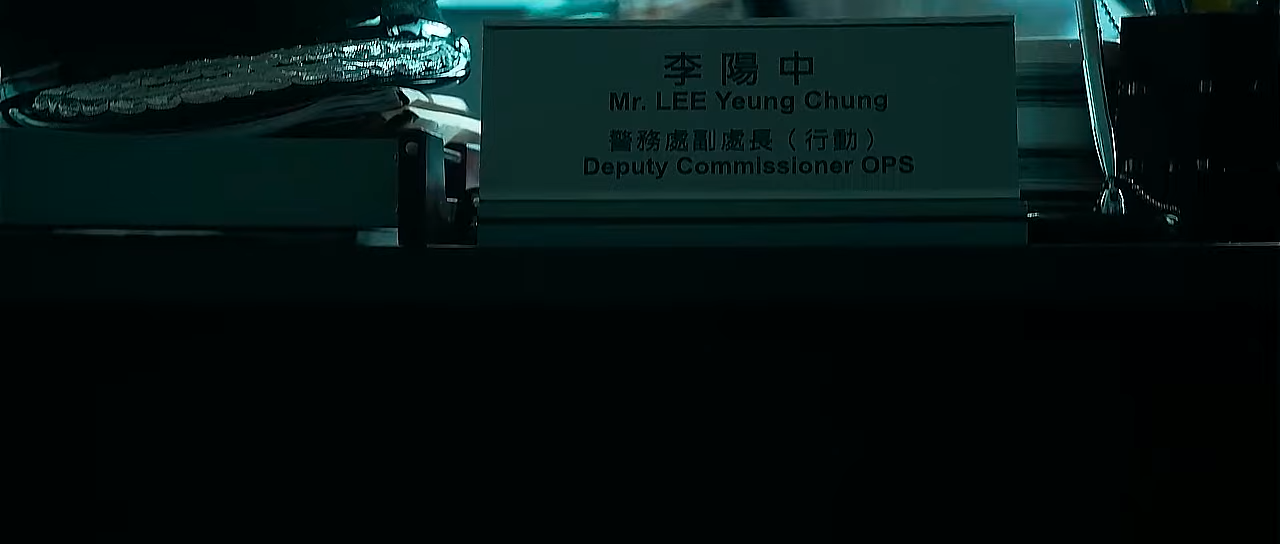 李陽中
Mr. LEE Yeung Chung
警務處副處長（行動）
Deputy Commissioner OPS